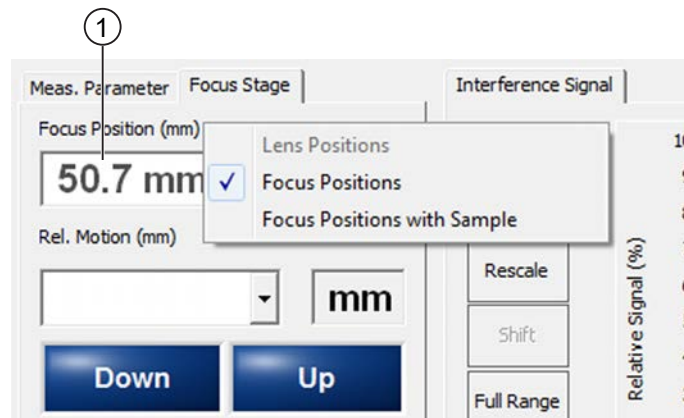 1
Meas. Parameter Focus Stage Interference Signal
Focus Position (mm)
50.7 mm
Lens Positions
✓ Focus Positions
Focus Positions with Sample
Rel. Motion (mm)
mm
Down Up
Rescale
Shift
Full Range
Relative Signal (%)